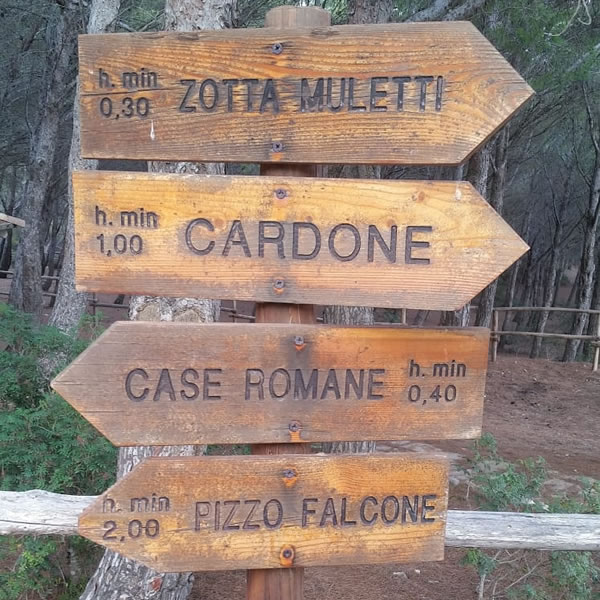 h. min
0,30 ZOTTA MULETTI
h. min
1,00 CARDONE
CASE ROMANE h. min
0,40
h. min
2,00 PIZZO FALCONE